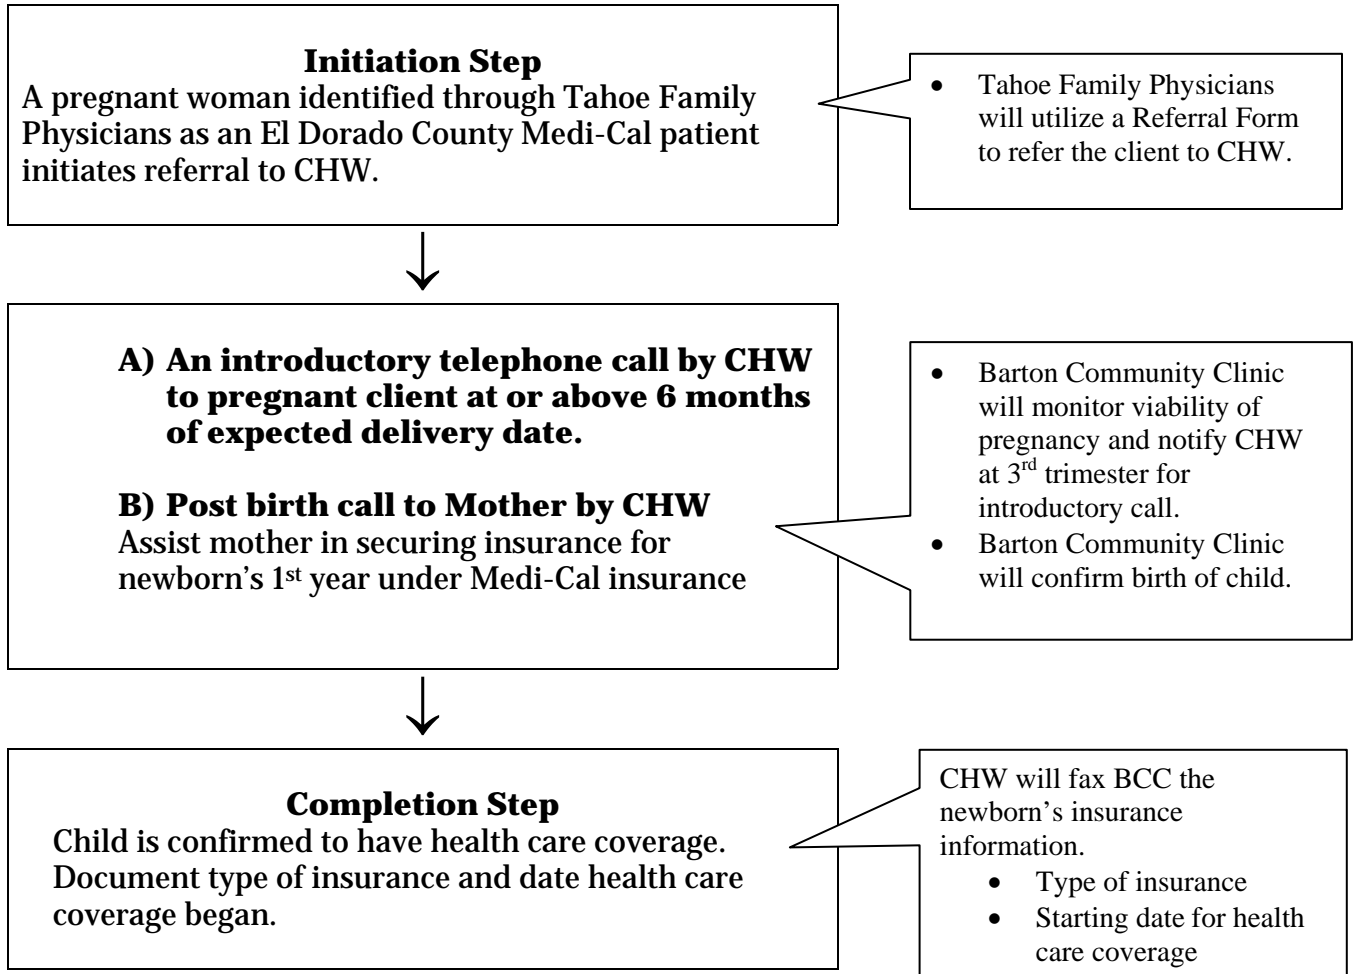 Initiation Step
A pregnant woman identified through Tahoe Family
Physicians as an El Dorado County Medi-Cal patient
initiates referral to CHW.
• Tahoe Family Physicians
will utilize a Referral Form
to refer the client to CHW.
A) An introductory telephone call by CHW
to pregnant client at or above 6 months
of expected delivery date.
B) Post birth call to Mother by CHW
Assist mother in securing insurance for
newborn's 1st year under Medi-Cal insurance
• Barton Community Clinic
will monitor viability of
pregnancy and notify CHW
at 3rd trimester for
introductory call.
• Barton Community Clinic
will confirm birth of child.
Completion Step
Child is confirmed to have health care coverage.
Document type of insurance and date health care
coverage began.
CHW will fax BCC the
newborn’s insurance
information.
• Type of insurance
• Starting date for health
care coverage